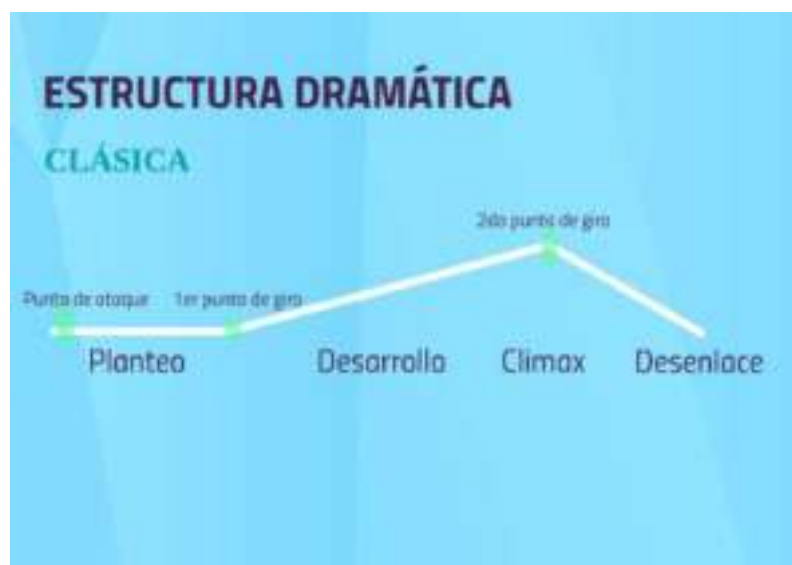 ESTRUCTURA DRAMÁTICA
CLÁSICA
2do punto de giro
Punto de ataque 1er punto de giro
Planteo Desarrollo Climax Desenlace